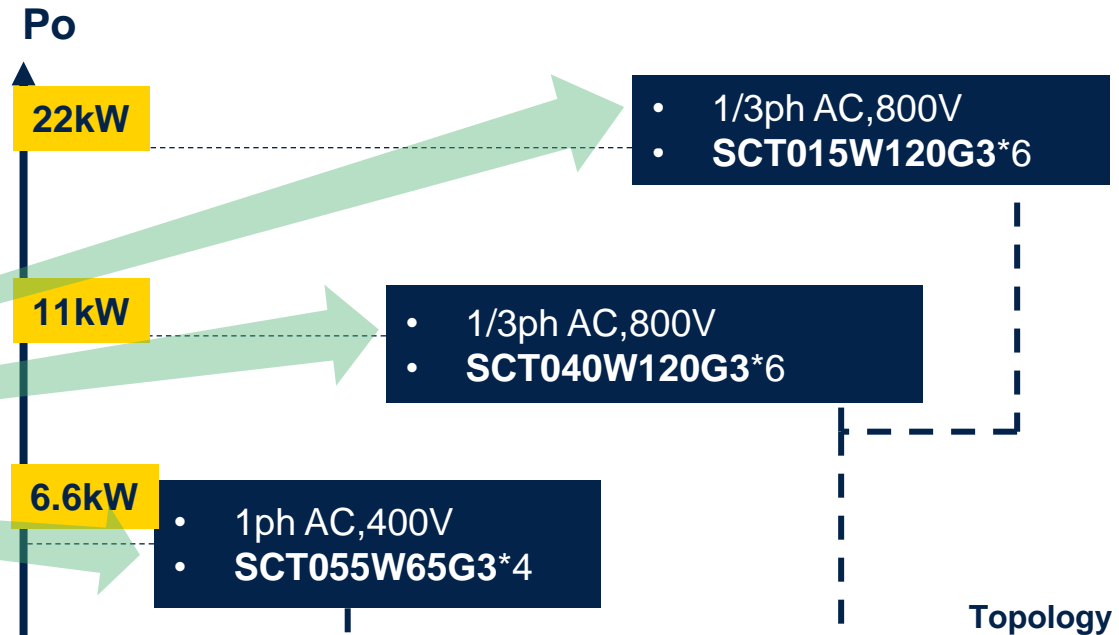 Po
22kW
• 1/3ph AC,800V
• SCT015W120G3*6
11kW
• 1/3ph AC,800V
• SCT040W120G3*6
6.6kW
• 1ph AC,400V
• SCT055W65G3*4
Topology